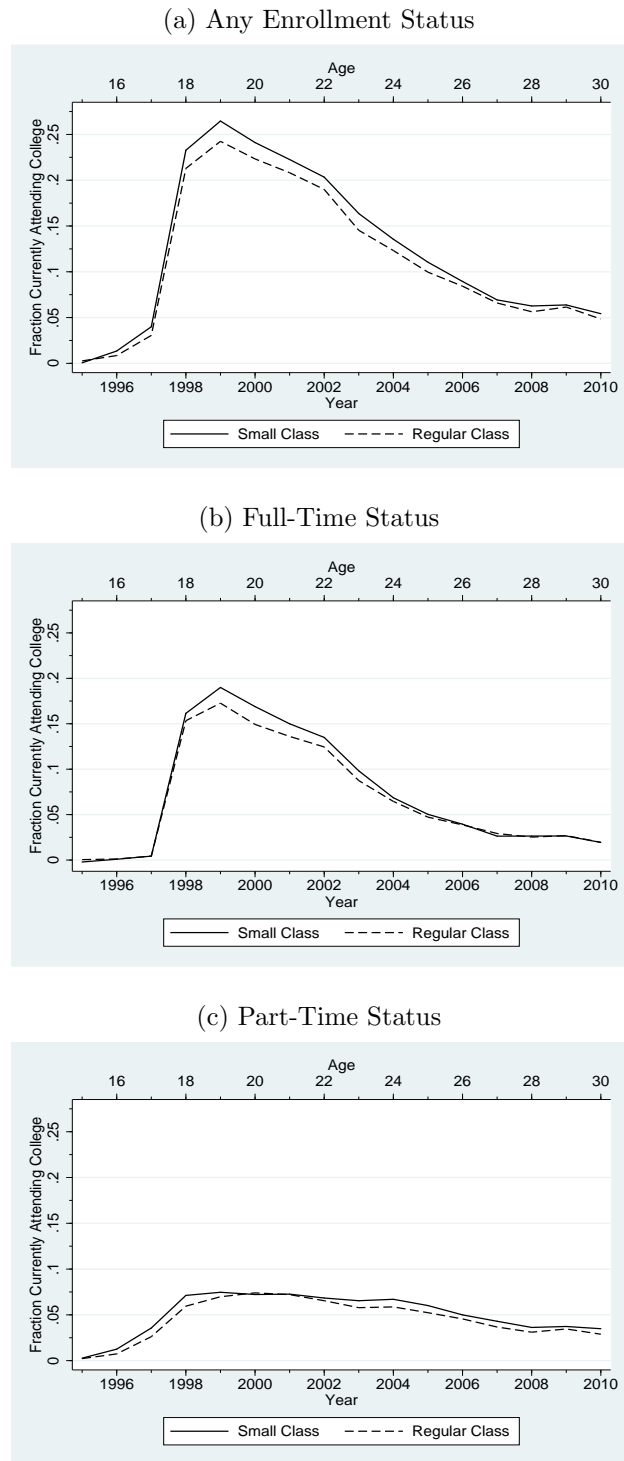 (a) Any Enrollment Status
Age
16 18 20 22 24 26 28 30
Fraction Currently Attending College
.25
.2
.15
.1
.05
0
1996 1998 2000 2002 2004 2006 2008 2010
Year
Small Class Regular Class
(b) Full-Time Status
Age
16 18 20 22 24 26 28 30
Fraction Currently Attending College
.25
.2
.15
.1
.05
0
1996 1998 2000 2002 2004 2006 2008 2010
Year
Small Class Regular Class
(c) Part-Time Status
Age
16 18 20 22 24 26 28 30
Fraction Currently Attending College
.25
.2
.15
.1
.05
0
1996 1998 2000 2002 2004 2006 2008 2010
Year
Small Class Regular Class